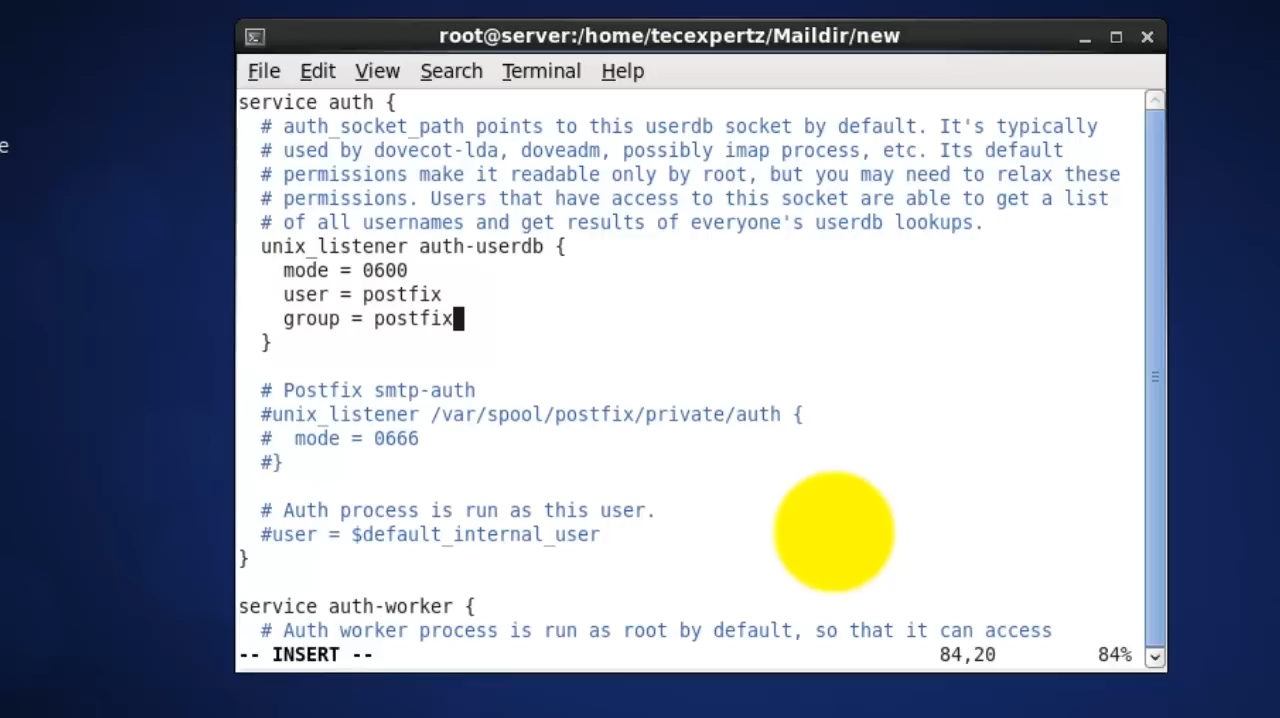 root@server:/home/tecexpertz/Maildir/new
File Edit View Search Terminal Help
service auth {
# auth_socket_path points to this userdb socket by default. It's typically
# used by dovecot-lda, doveadm, possibly imap process, etc. Its default
# permissions make it readable only by root, but you may need to relax these
# permissions. Users that have access to this socket are able to get a list
# of all usernames and get results of everyone's userdb lookups.
unix_listener auth-userdb {
mode = 0600
user = postfix
group = postfix
}
# Postfix smtp-auth
#unix_listener /var/spool/postfix/private/auth {
#  mode = 0666
#}
# Auth process is run as this user.
#user = $default_internal_user
}
service auth-worker {
# Auth worker process is run as root by default, so that it can access
-- INSERT -- 84,20 84%
e